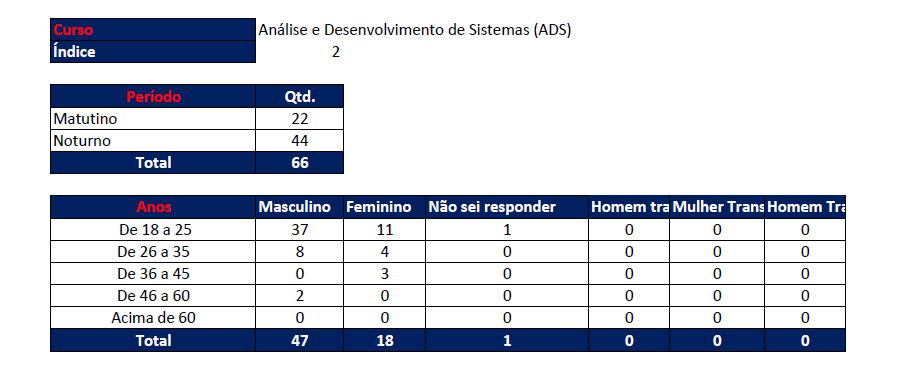 Curso Análise e Desenvolvimento de Sistemas (ADS)
Índice 2
Período Qtd.
Matutino 22
Noturno 44
Total 66
Anos Masculino Feminino Não sei responder Homem tra Mulher Trans Homem Tra
De 18 a 25 37 11 1 0 0 0
De 26 a 35 8 4 0 0 0 0
De 36 a 45 0 3 0 0 0 0
De 46 a 60 2 0 0 0 0 0
Acima de 60 0 0 0 0 0 0
Total 47 18 1 0 0 0